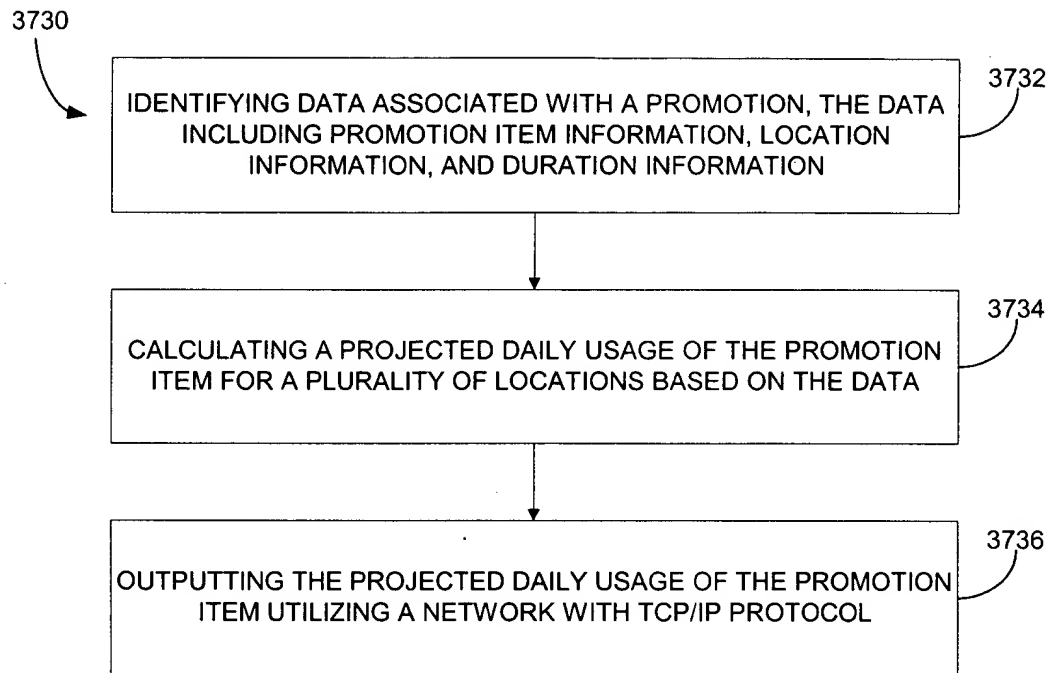 3730
3732
IDENTIFYING DATA ASSOCIATED WITH A PROMOTION, THE DATA
INCLUDING PROMOTION ITEM INFORMATION, LOCATION
INFORMATION, AND DURATION INFORMATION
3734
CALCULATING A PROJECTED DAILY USAGE OF THE PROMOTION
ITEM FOR A PLURALITY OF LOCATIONS BASED ON THE DATA
3736
OUTPUTTING THE PROJECTED DAILY USAGE OF THE PROMOTION
ITEM UTILIZING A NETWORK WITH TCP/IP PROTOCOL